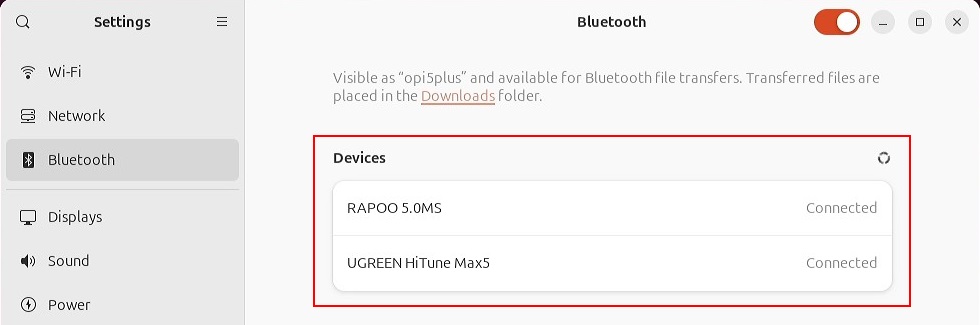 Settings
Bluetooth
Wi-Fi
Network
Bluetooth
Displays
Sound
Power
Visible as “opi5plus” and available for Bluetooth file transfers. Transferred files are
placed in the Downloads folder.
Devices
RAPOO 5.0MS Connected
UGREEN HiTune Max5 Connected